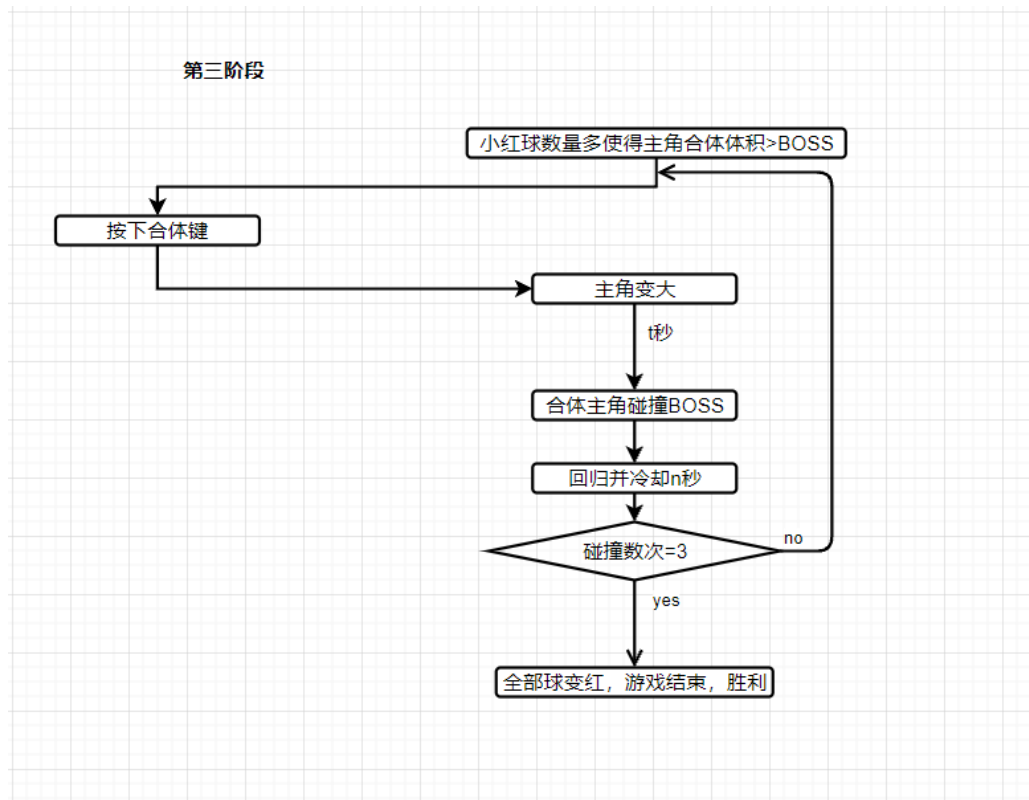 第三阶段
小红球数量多使得主角合体体积>BOSS
按下合体键
主角变大
t秒
合体主角碰撞BOSS
回归并冷却n秒
碰撞数次=3
no
yes
全部球变红，游戏结束，胜利